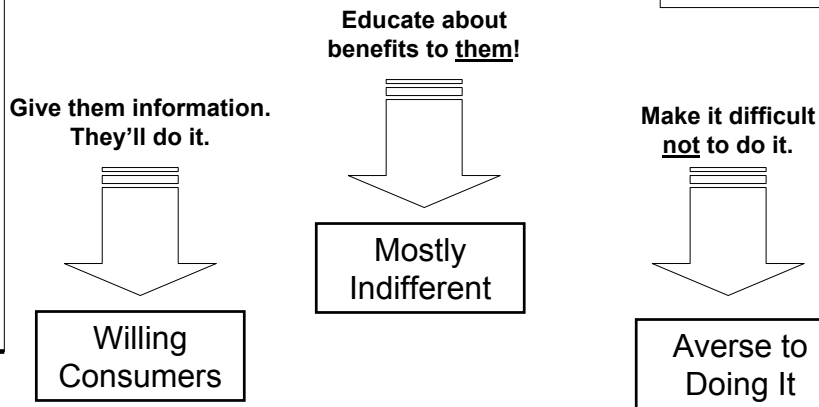 Educate about
benefits to them!
Give them information.
They’ll do it.
Make it difficult
not to do it.
Mostly
Indifferent
Willing
Consumers
Averse to
Doing It